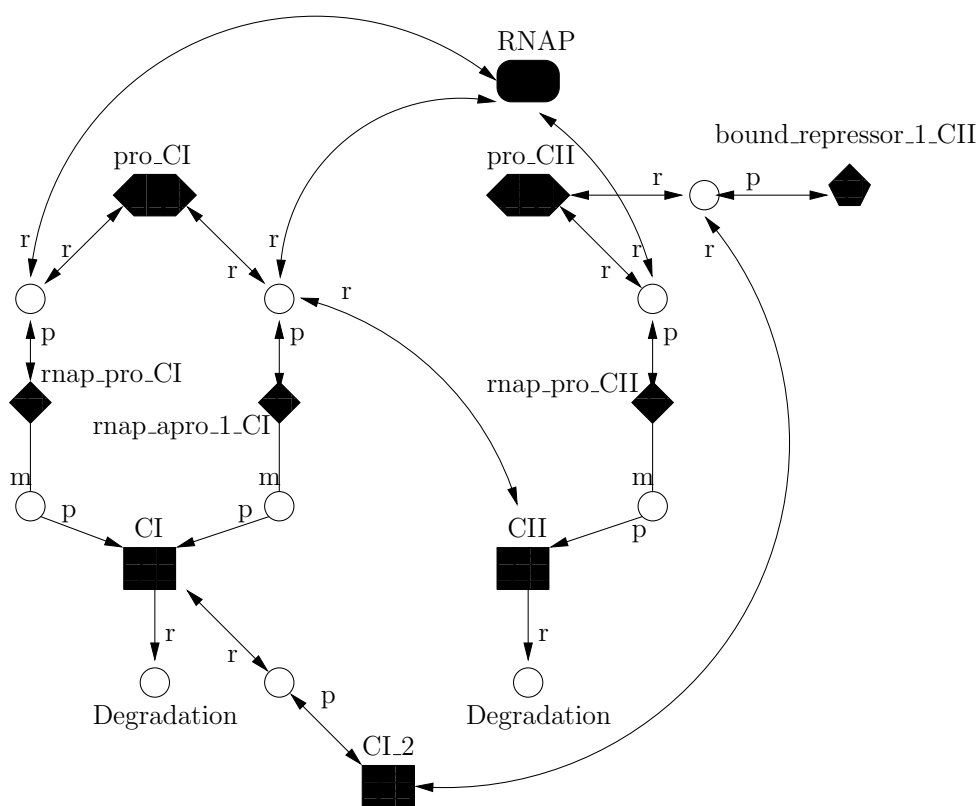 RNAP
bound_repressor_1_CII
pro_CI
pro_CII
r
p
r
r
r
r
r
r
r
r
r
p
p
p
rnap_pro_CI
rnap_pro_CII
rnap_apro_1_CI
m
m
m
p
p
CI
CII
p
r
r
r
p
Degradation
Degradation
CI_2